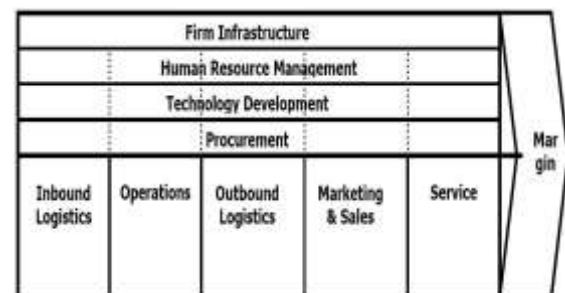 Firm Infrastructure
Human Resource Management
Technology Development
Procurement
Mar
gin
Inbound
Logistics
Operations
Outbound
Logistics
Marketing
& Sales
Service